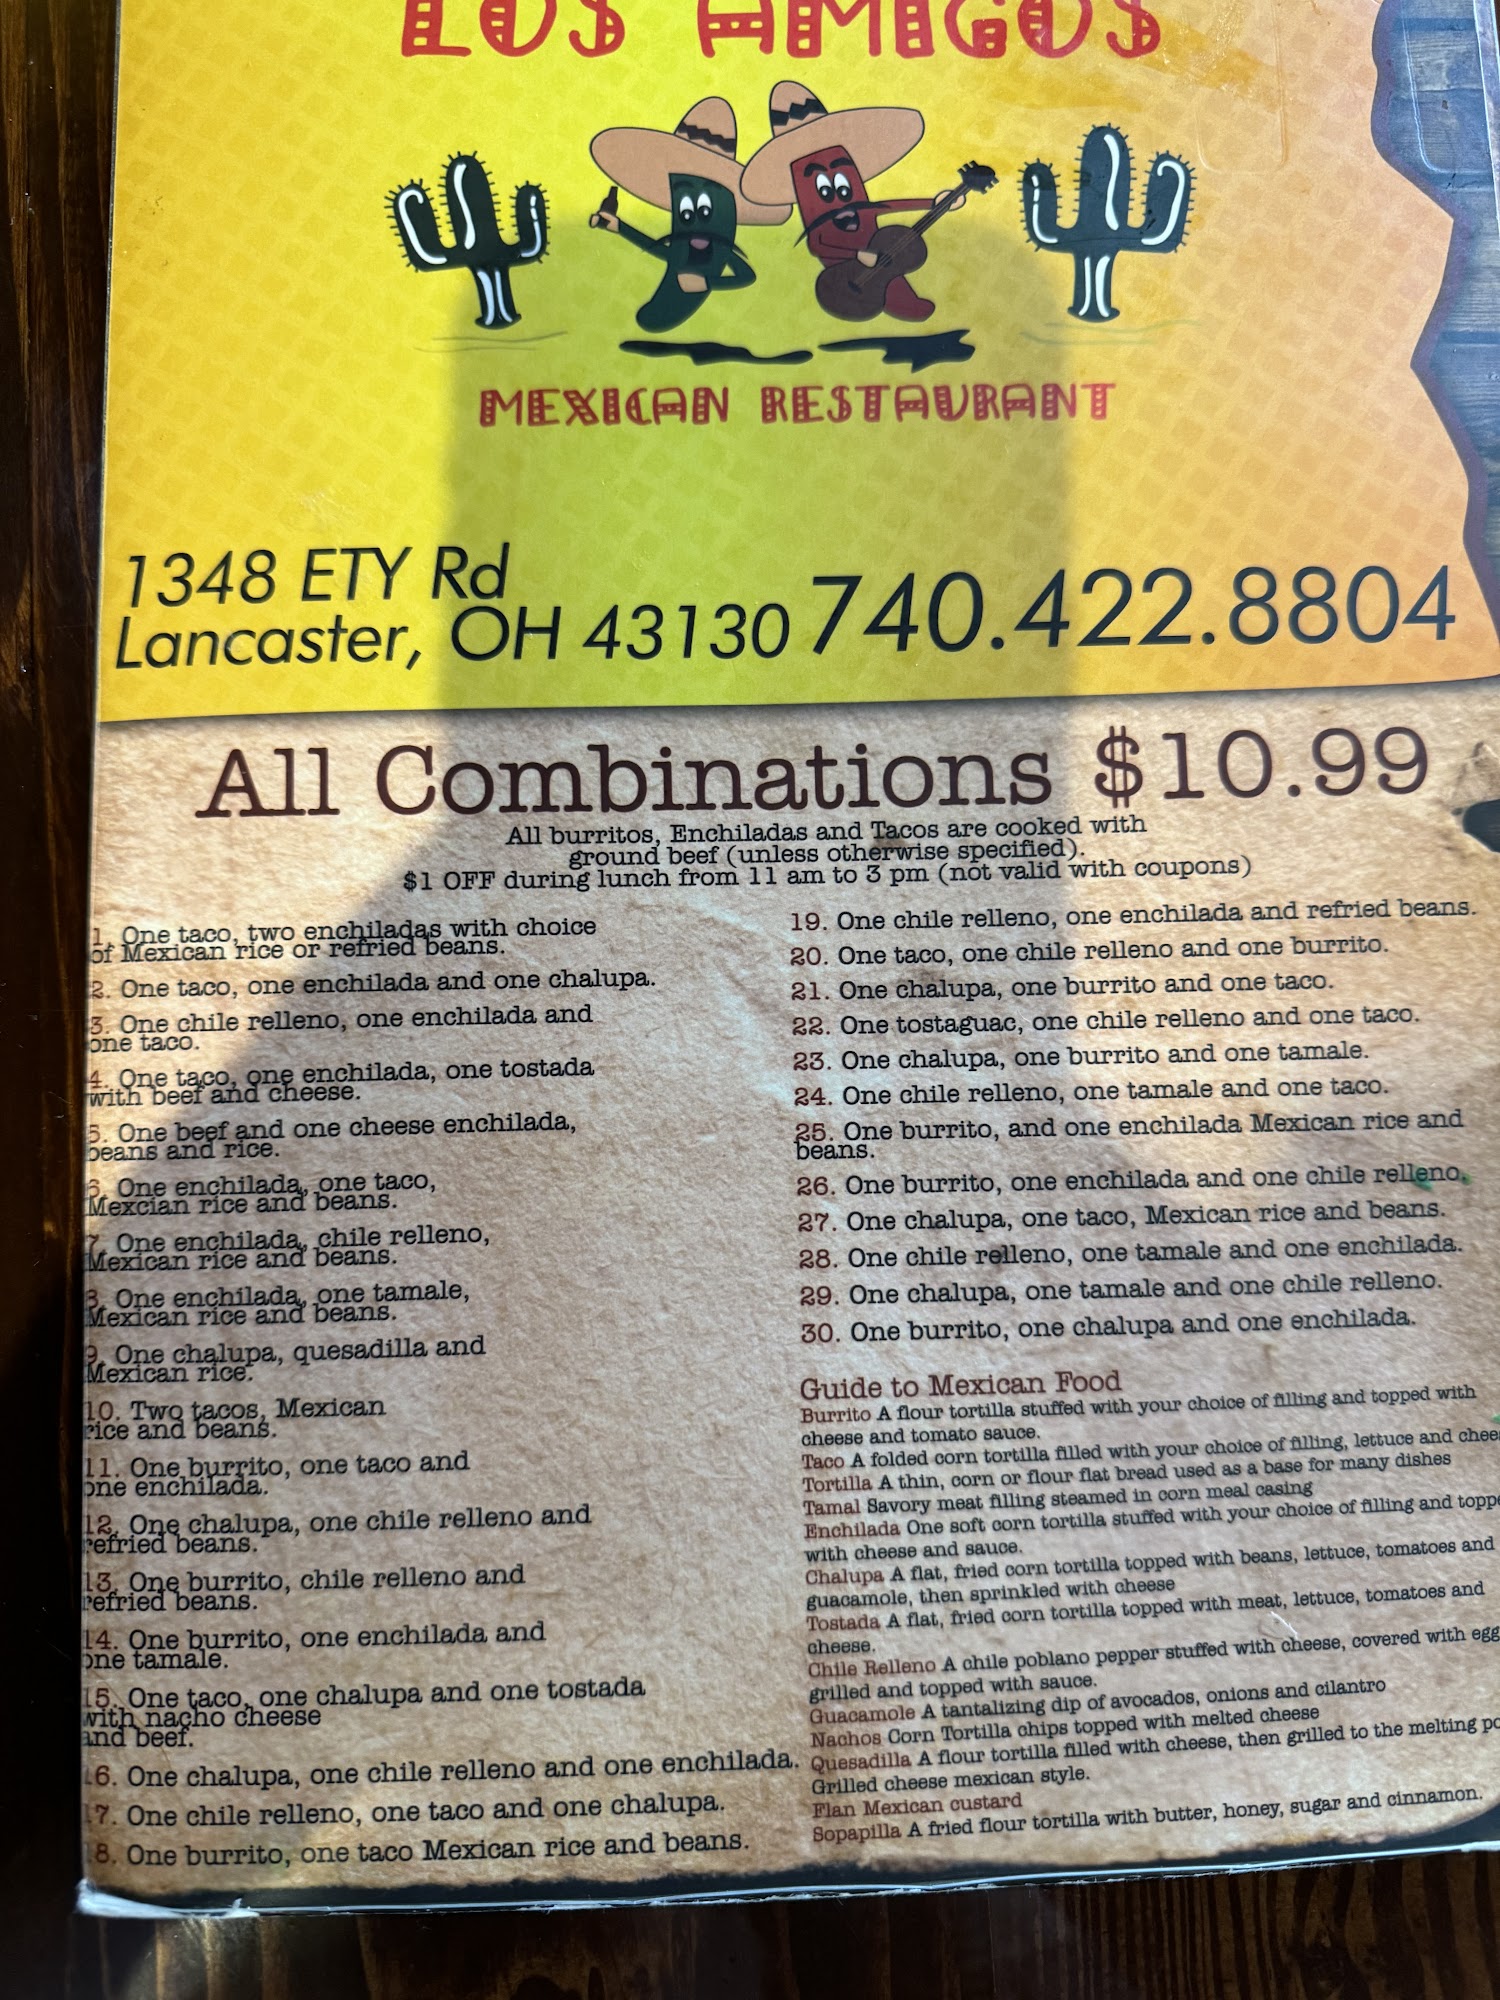 LOS AMIGOS
MEXICAN RESTAURANT
1348 ETY Rd
Lancaster, OH 43130 740.422.8804
All Combinations $10.99
All burritos, Enchiladas and Tacos are cooked with
ground beef (unless otherwise specified).
$1 OFF during lunch from 11 am to 3 pm (not valid with coupons)
1. One taco, two enchiladas with choice
of Mexican rice or refried beans.
2. One taco, one enchilada and one chalupa.
3. One chile relleno, one enchilada and
one taco.
4. One taco, one enchilada, one tostada
with beef and cheese.
5. One beef and one cheese enchilada,
beans and rice.
6. One enchilada, one taco,
Mexcian rice and beans.
7. One enchilada, chile relleno,
Mexican rice and beans.
8. One enchilada, one tamale,
Mexican rice and beans.
9. One chalupa, quesadilla and
Mexican rice.
10. Two tacos, Mexican
rice and beans.
11. One burrito, one taco and
one enchilada.
12. One chalupa, one chile relleno and
refried beans.
13. One burrito, chile relleno and
refried beans.
14. One burrito, one enchilada and
one tamale.
15. One taco, one chalupa and one tostada
with nacho cheese
and beef.
16. One chalupa, one chile relleno and one enchilada.
17. One chile relleno, one taco and one chalupa.
18. One burrito, one taco Mexican rice and beans.
19. One chile relleno, one enchilada and refried beans.
20. One taco, one chile relleno and one burrito.
21. One chalupa, one burrito and one taco.
22. One tostaguac, one chile relleno and one taco.
23. One chalupa, one burrito and one tamale.
24. One chile relleno, one tamale and one taco.
25. One burrito, and one enchilada Mexican rice and
beans.
26. One burrito, one enchilada and one chile relleno.
27. One chalupa, one taco, Mexican rice and beans.
28. One chile relleno, one tamale and one enchilada.
29. One chalupa, one tamale and one chile relleno.
30. One burrito, one chalupa and one enchilada.
Guide to Mexican Food
Burrito A flour tortilla stuffed with your choice of filling and topped with
cheese and tomato sauce.
Taco A folded corn tortilla filled with your choice of filling, lettuce and chee
Tortilla A thin, corn or flour flat bread used as a base for many dishes
Tamal Savory meat filling steamed in corn meal casing
Enchilada One soft corn tortilla stuffed with your choice of filling and toppe
with cheese and sauce.
Chalupa A flat, fried corn tortilla topped with beans, lettuce, tomatoes and
guacamole, then sprinkled with cheese
Tostada A flat, fried corn tortilla topped with meat, lettuce, tomatoes and
cheese.
Chile Relleno A chile poblano pepper stuffed with cheese, covered with egg
grilled and topped with sauce.
Guacamole A tantalizing dip of avocados, onions and cilantro
Nachos Corn Tortilla chips topped with melted cheese
Quesadilla A flour tortilla filled with cheese, then grilled to the melting po
Grilled cheese mexican style.
Flan Mexican custard
Sopapilla A fried flour tortilla with butter, honey, sugar and cinnamon.